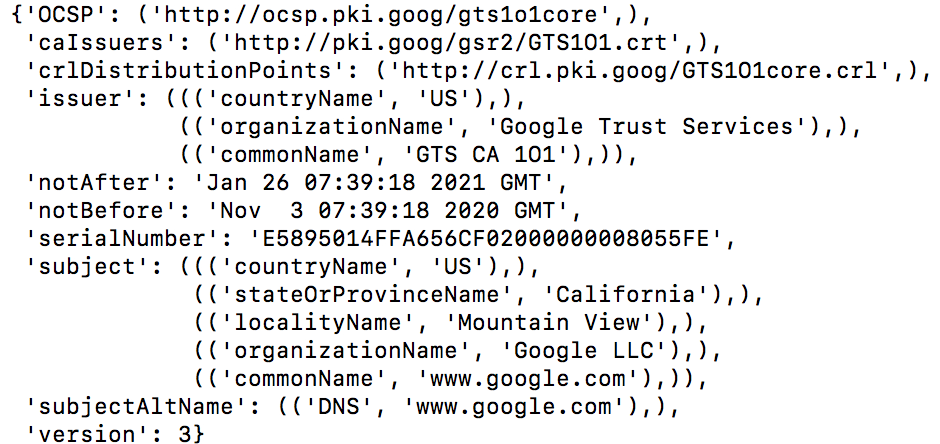 {'OCSP': ('http://ocsp.pki.goog/gts1o1core',),
 'caIssuers': ('http://pki.goog/gsr2/GTS1O1.crt',),
 'crlDistributionPoints': ('http://crl.pki.goog/GTS1O1core.crl',),
 'issuer': ((('countryName', 'US'),),
            (('organizationName', 'Google Trust Services'),),
            (('commonName', 'GTS CA 1O1'),)),
 'notAfter': 'Jan 26 07:39:18 2021 GMT',
 'notBefore': 'Nov  3 07:39:18 2020 GMT',
 'serialNumber': 'E5895014FFA656CF02000000008055FE',
 'subject': ((('countryName', 'US'),),
             (('stateOrProvinceName', 'California'),),
             (('localityName', 'Mountain View'),),
             (('organizationName', 'Google LLC'),),
             (('commonName', 'www.google.com'),)),
 'subjectAltName': (('DNS', 'www.google.com'),),
 'version': 3}